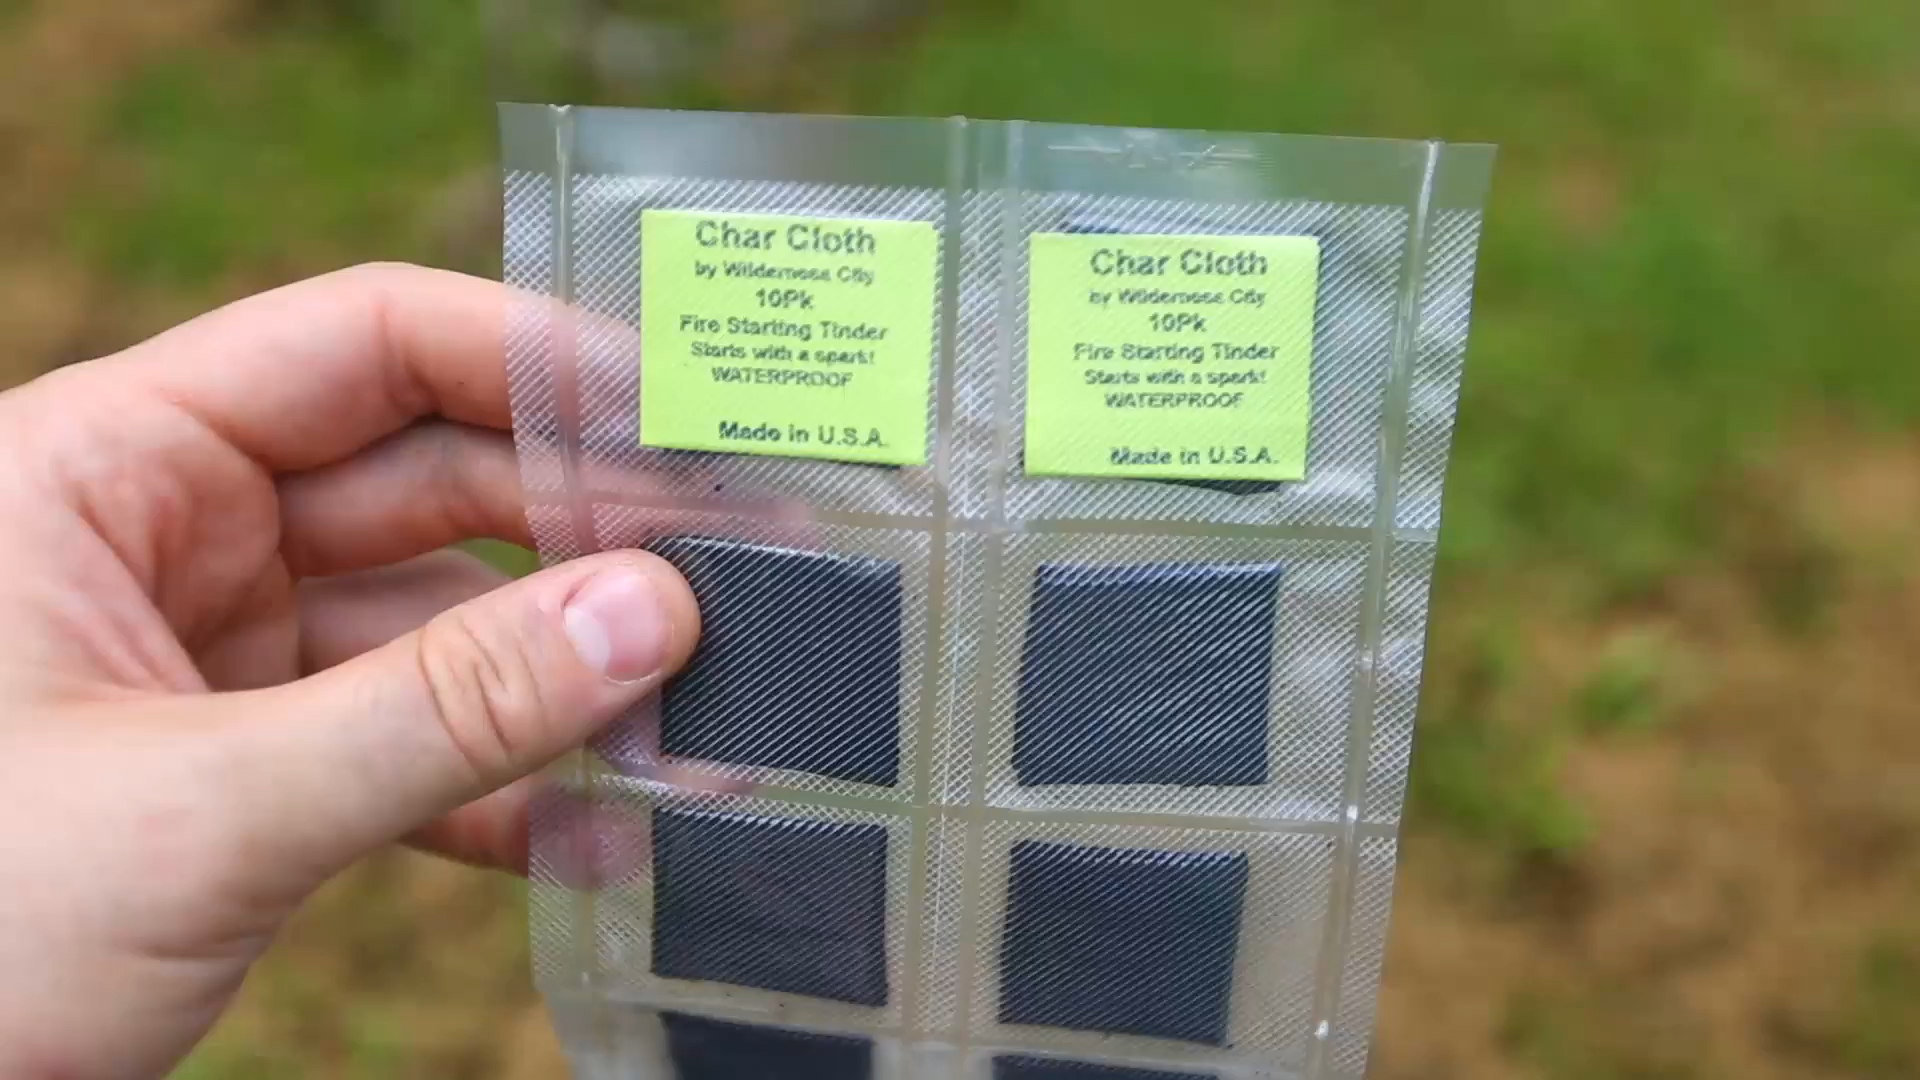 Char Cloth
by Wilderness City
10Pk
Fire Starting Tinder
Starts with a spark!
WATERPROOF
Made in U.S.A.
Char Cloth
by Wilderness City
10Pk
Fire Starting Tinder
Starts with a spark!
WATERPROOF
Made in U.S.A.